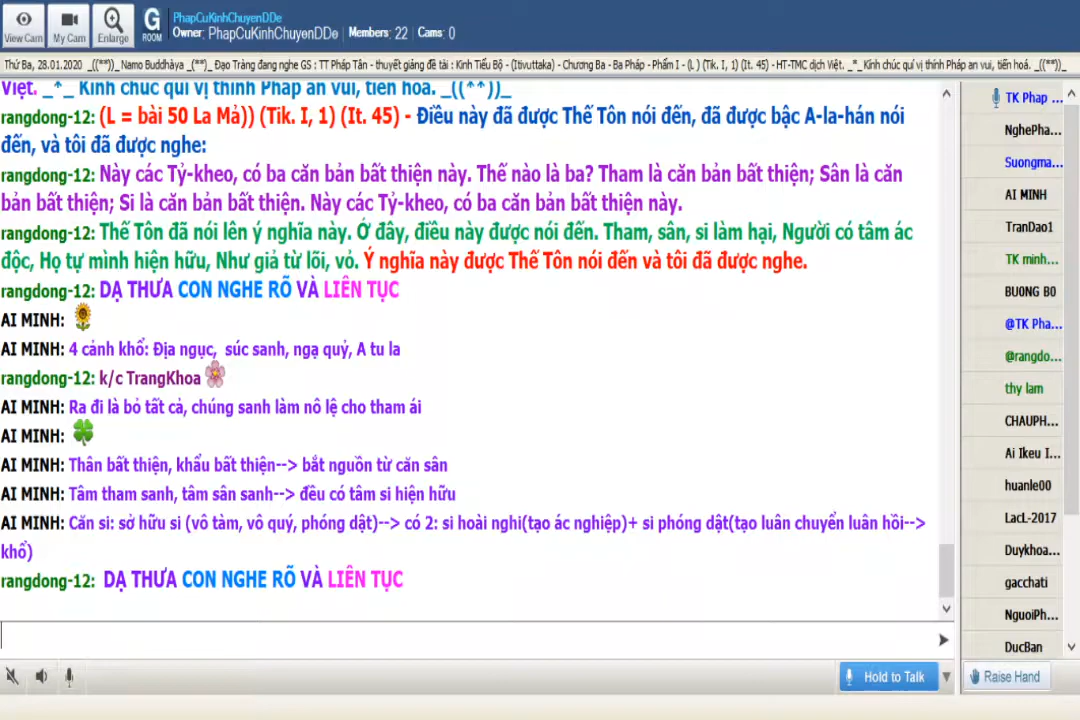 PhapCuKinhChuyenDDe
Owner: PhapCuKinhChuyenDDe Members: 22 Cams: 0
View Cam My Cam Enlarge G ROOM
Thứ Ba, 28.01.2020 _((**))_ Namo Buddhàya _(**)_ Đạo Tràng đang nghe GS : TT Pháp Tân - thuyết giảng đề tài : Kinh Tiểu Bộ - (Itivuttaka) - Chương Ba - Ba Pháp - Phẩm I - (L ) (Tik. I, 1) (It. 45) - HT-TMC dịch Việt. _*_ Kính chúc quí vị thính Pháp an vui, tiến hoá. _((**))_
Việt. _*_ Kính chúc quí vị thính Pháp an vui, tiến hoá. _((**))_
rangdong-12: (L = bài 50 La Mả)) (Tik. I, 1) (It. 45) - Điều này đã được Thế Tôn nói đến, đã được bậc A-la-hán nói
đến, và tôi đã được nghe:
rangdong-12: Này các Tỷ-kheo, có ba căn bản bất thiện này. Thế nào là ba? Tham là căn bản bất thiện; Sân là căn
bản bất thiện; Si là căn bản bất thiện. Này các Tỷ-kheo, có ba căn bản bất thiện này.
rangdong-12: Thế Tôn đã nói lên ý nghĩa này. Ở đây, điều này được nói đến. Tham, sân, si làm hại, Người có tâm ác
độc, Họ tự mình hiện hữu, Như giả từ lõi, vỏ. Ý nghĩa này được Thế Tôn nói đến và tôi đã được nghe.
rangdong-12: DẠ THƯA CON NGHE RÕ VÀ LIÊN TỤC
AI MINH:
AI MINH: 4 cảnh khổ: Địa ngục, súc sanh, ngạ quỷ, A tu la
rangdong-12: k/c TrangKhoa
AI MINH: Ra đi là bỏ tất cả, chúng sanh làm nô lệ cho tham ái
AI MINH:
AI MINH: Thân bất thiện, khẩu bất thiện--> bắt nguồn từ căn sân
AI MINH: Tâm tham sanh, tâm sân sanh--> đều có tâm si hiện hữu
AI MINH: Căn si: sở hữu si (vô tàm, vô quý, phóng dật)--> có 2: si hoài nghi(tạo ác nghiệp)+ si phóng dật(tạo luân chuyển luân hồi-->
khổ)
rangdong-12: DẠ THƯA CON NGHE RÕ VÀ LIÊN TỤC
TK Phap ...
NghePha...
Suongma...
AI MINH
TranDao1
TK minh...
BU0NG B0
@TK Pha...
@rangdo...
thy lam
CHAUPH...
Ai Ikeu I...
huanle00
LacL-2017
Duykhoa...
gacchati
NguoiPh...
DucBan
Hold to Talk
Raise Hand